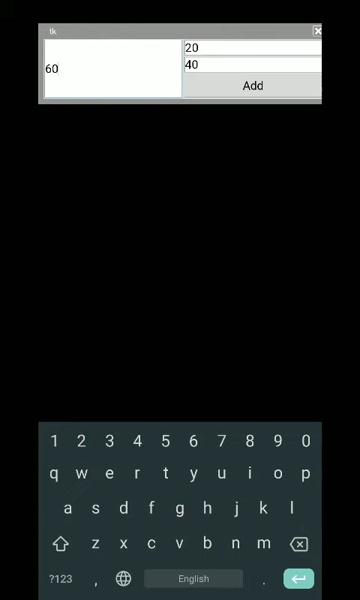 tk
20
60
40
Add
1 2 3 4 5 6 7 8 9 0
q w e r t y u i o p
a s d f g h j k l
z x c v b n m
?123 , English .